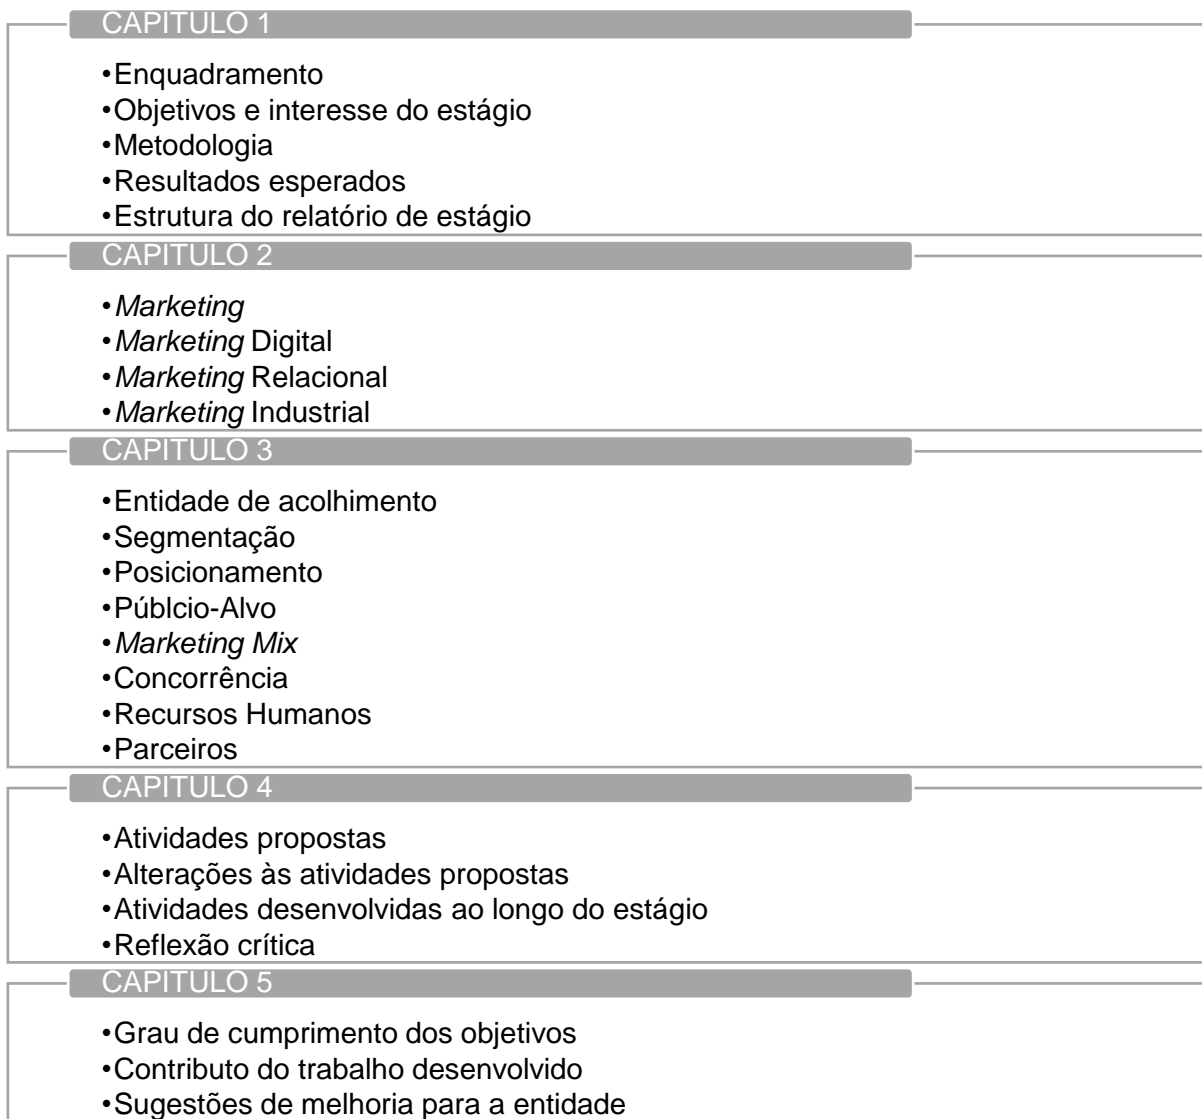 CAPITULO 1
•Enquadramento
•Objetivos e interesse do estágio
•Metodologia
•Resultados esperados
•Estrutura do relatório de estágio
CAPITULO 2
•Marketing
•Marketing Digital
•Marketing Relacional
•Marketing Industrial
CAPITULO 3
•Entidade de acolhimento
•Segmentação
•Posicionamento
•Públcio-Alvo
•Marketing Mix
•Concorrência
•Recursos Humanos
•Parceiros
CAPITULO 4
•Atividades propostas
•Alterações às atividades propostas
•Atividades desenvolvidas ao longo do estágio
•Reflexão crítica
CAPITULO 5
•Grau de cumprimento dos objetivos
•Contributo do trabalho desenvolvido
•Sugestões de melhoria para a entidade